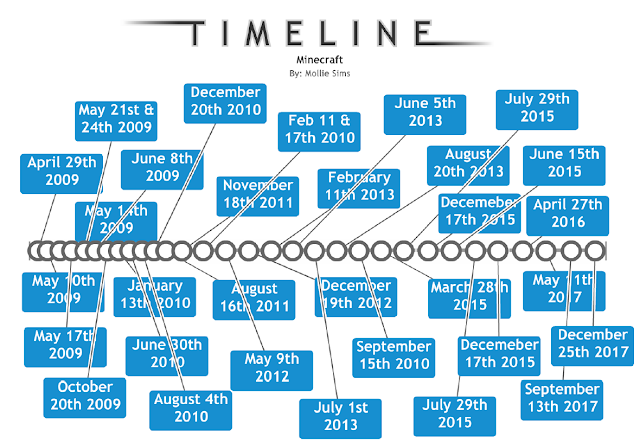 TIMELINE
Minecraft
By: Mollie Sims
December
20th 2010
July 29th
2015
June 5th
2013
May 21st &
24th 2009
Feb 11 &
17th 2010
June 8th
2009
August
20th 2013
June 15th
2015
April 29th
2009
February
11th 2013
November
18th 2011
Decemeber
17th 2015
April 27th
2016
May 14th
2009
May 10th
2009
January
13th 2010
August
16th 2011
December
19th 2012
March 28th
2015
May 11th
2017
May 17th
2009
June 30th
2010
May 9th
2012
September
15th 2010
Decemeber
17th 2015
December
25th 2017
October
20th 2009
August 4th
2010
July 1st
2013
July 29th
2015
September
13th 2017